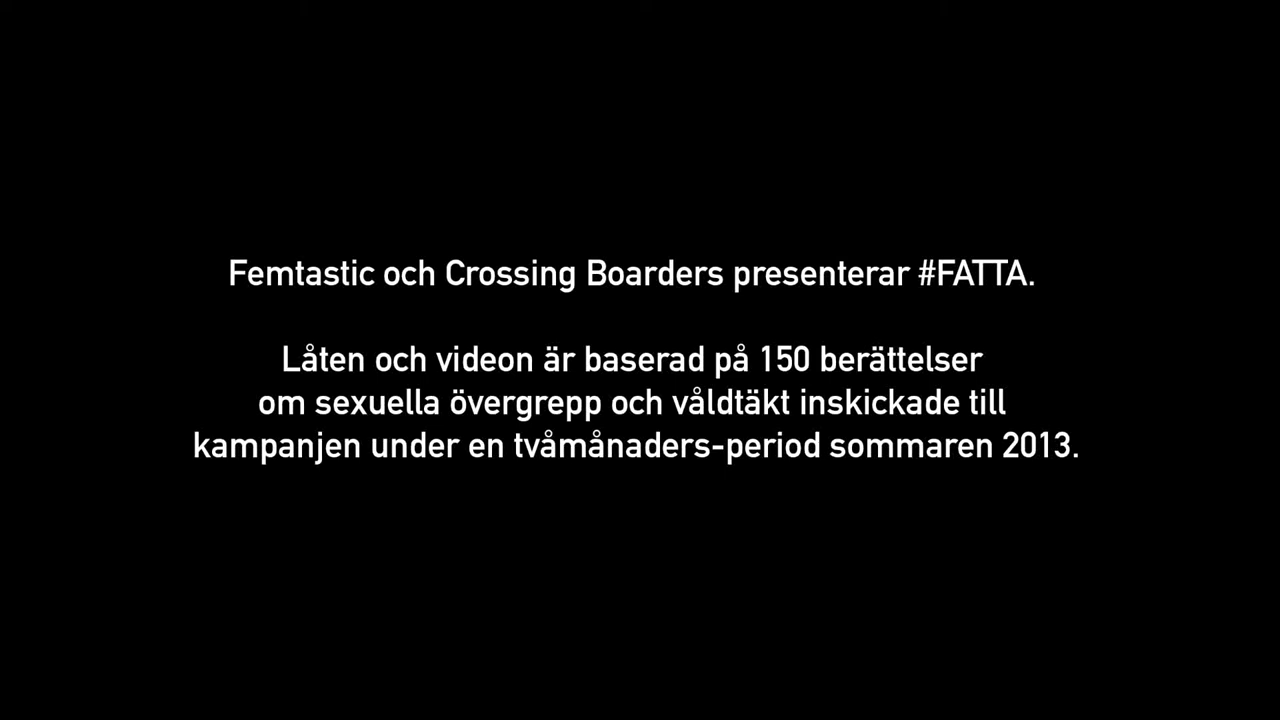 Femtastic och Crossing Boarders presenterar #FATTA.
Låten och videon är baserad på 150 berättelser
om sexuella övergrepp och våldtäkt inskickade till
kampanjen under en tvåmånaders-period sommaren 2013.